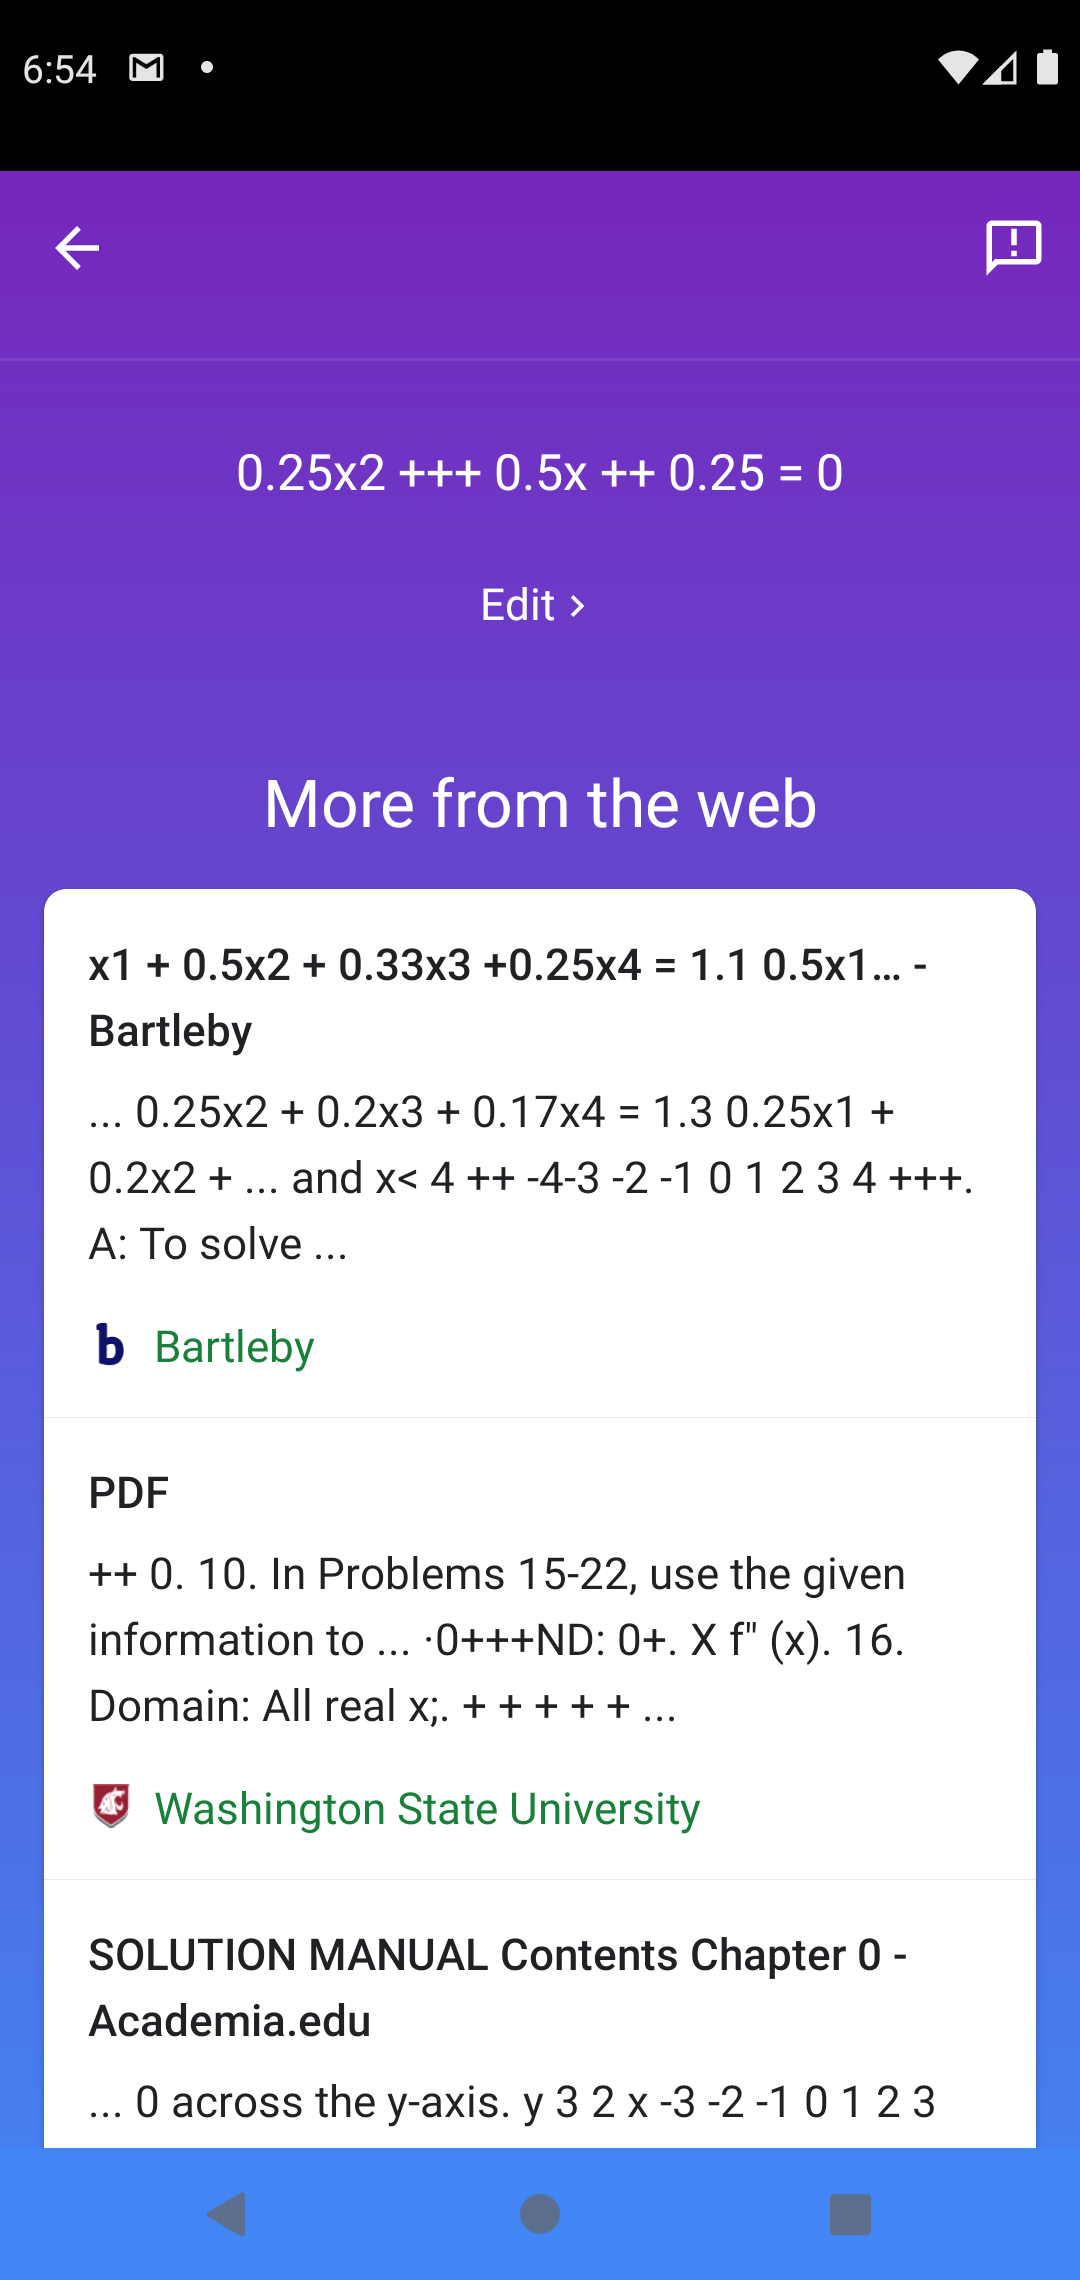 6:54
0.25x2 +++ 0.5x ++ 0.25 = 0
Edit
More from the web
x1 + 0.5x2 + 0.33x3 +0.25x4 = 1.1 0.5x1... -
Bartleby
... 0.25x2 + 0.2x3 + 0.17x4 = 1.3 0.25x1 +
0.2x2 + ... and x< 4 ++ -4-3 -2 -1 0 1 2 3 4 +++.
A: To solve ...
b Bartleby
PDF
++ 0. 10. In Problems 15-22, use the given
information to ... ·0+++ND: 0+. X f" (x). 16.
Domain: All real x;. + + + + + ...
Washington State University
SOLUTION MANUAL Contents Chapter 0 -
Academia.edu
... 0 across the y-axis. y 3 2 x -3 -2 -1 0 1 2 3